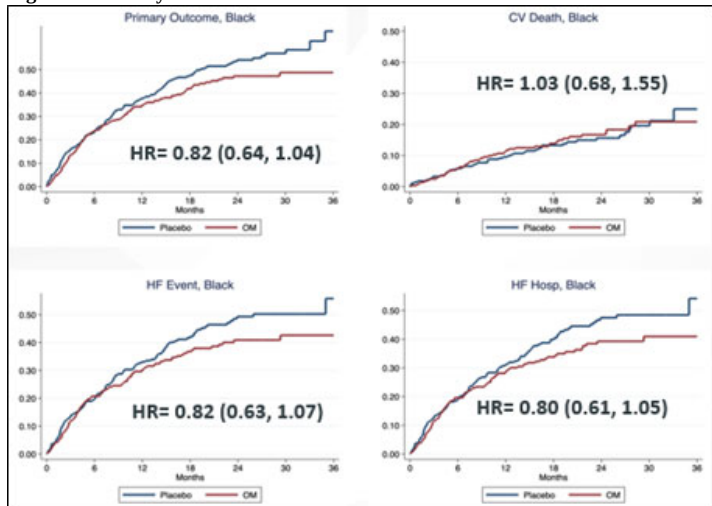 Primary Outcome, Black
0.50
0.40
0.30
0.20
0.10
0.00
HR= 0.82 (0.64, 1.04)
0 6 12 18 24 30 36
Months
Placebo OM
CV Death, Black
0.50
0.40
0.30
0.20
0.10
0.00
HR= 1.03 (0.68, 1.55)
0 6 12 18 24 30 36
Months
Placebo OM
HF Event, Black
0.50
0.40
0.30
0.20
0.10
0.00
HR= 0.82 (0.63, 1.07)
0 6 12 18 24 30 36
Months
Placebo OM
HF Hosp, Black
0.50
0.40
0.30
0.20
0.10
0.00
HR= 0.80 (0.61, 1.05)
0 6 12 18 24 30 36
Months
Placebo OM